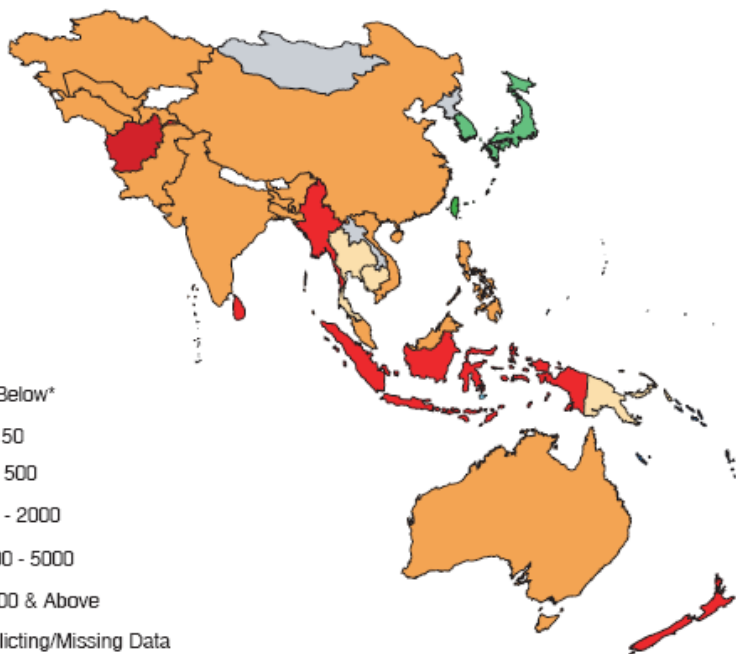 Below*
50
500
- 2000
00 - 5000
00 & Above
licting/Missing Data